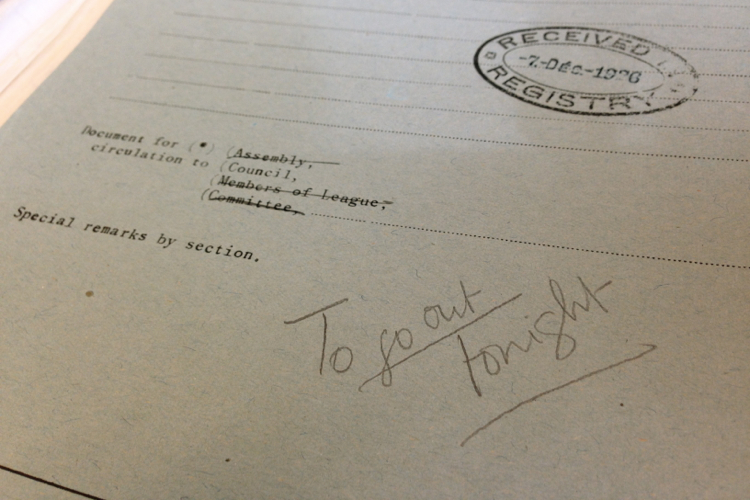 RECEIVED
-7.Déc.1926
REGISTRY
Document for (•) (Assembly,
circulation to (Council,
(Members of League,
(Committee,
Special remarks by section.
To go out
tonight